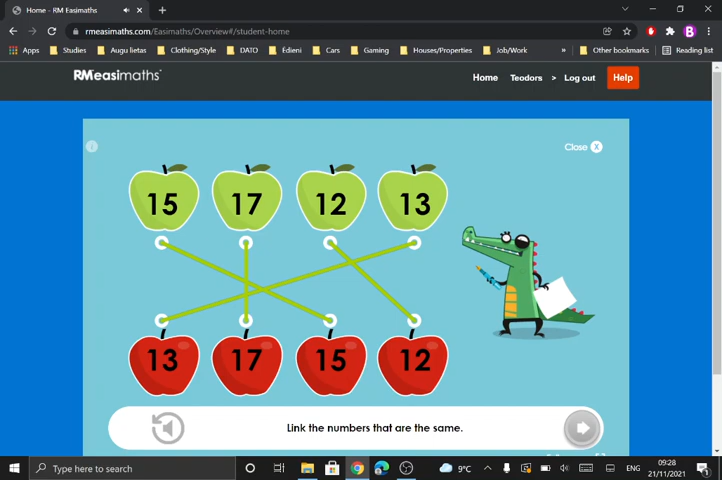 Home - RM Easimaths
rmeasimaths.com/Easimaths/Overview#/student-home
Apps Studies Augu lietas Clothing/Style DATO Edieni Cars Gaming Houses/Properties Job/Work » Other bookmarks Reading list
RMeasimaths Home Teodors > Log out Help
Close X
15 17 12 13
13 17 15 12
Link the numbers that are the same.
Type here to search 9°C ENG 09:28
21/11/2021